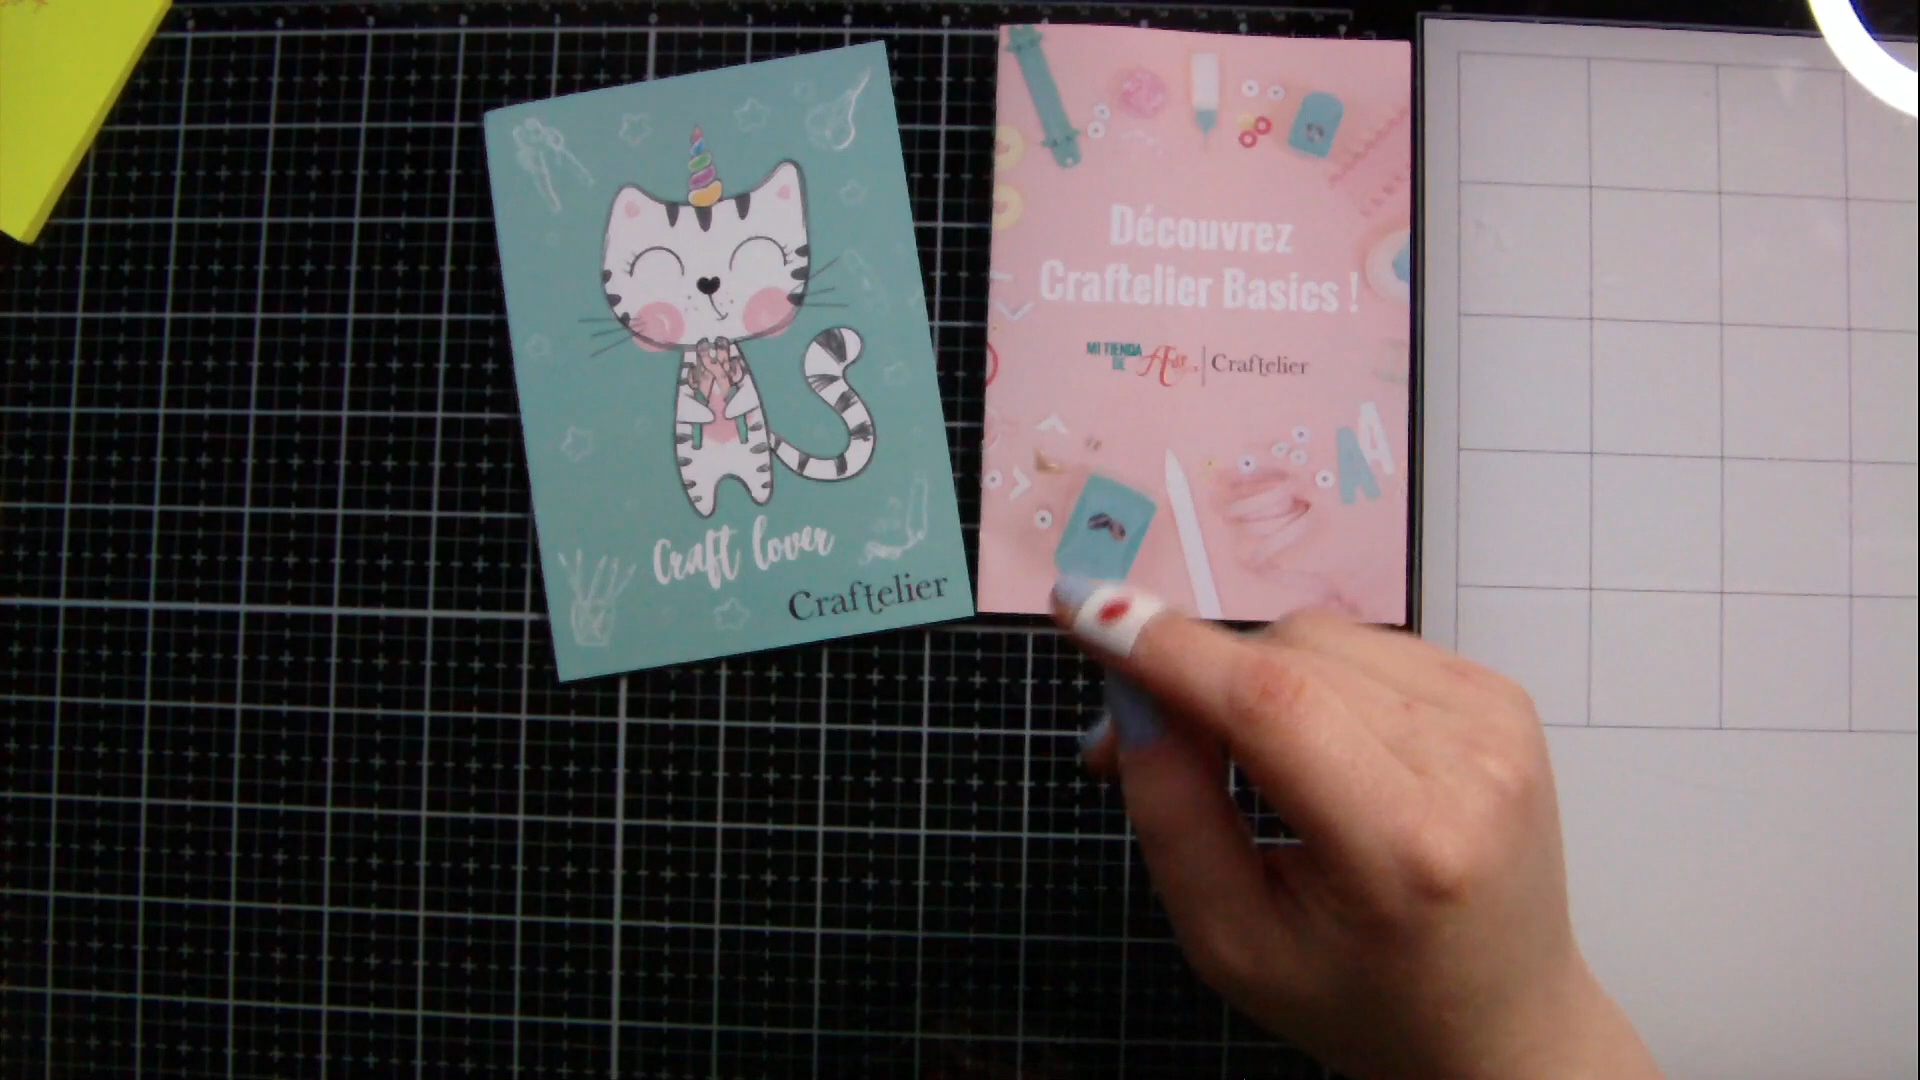 Craft lover
Craftelier
Découvrez
Craftelier Basics !
MI TIENDA
DE Arte
Craftelier
A A